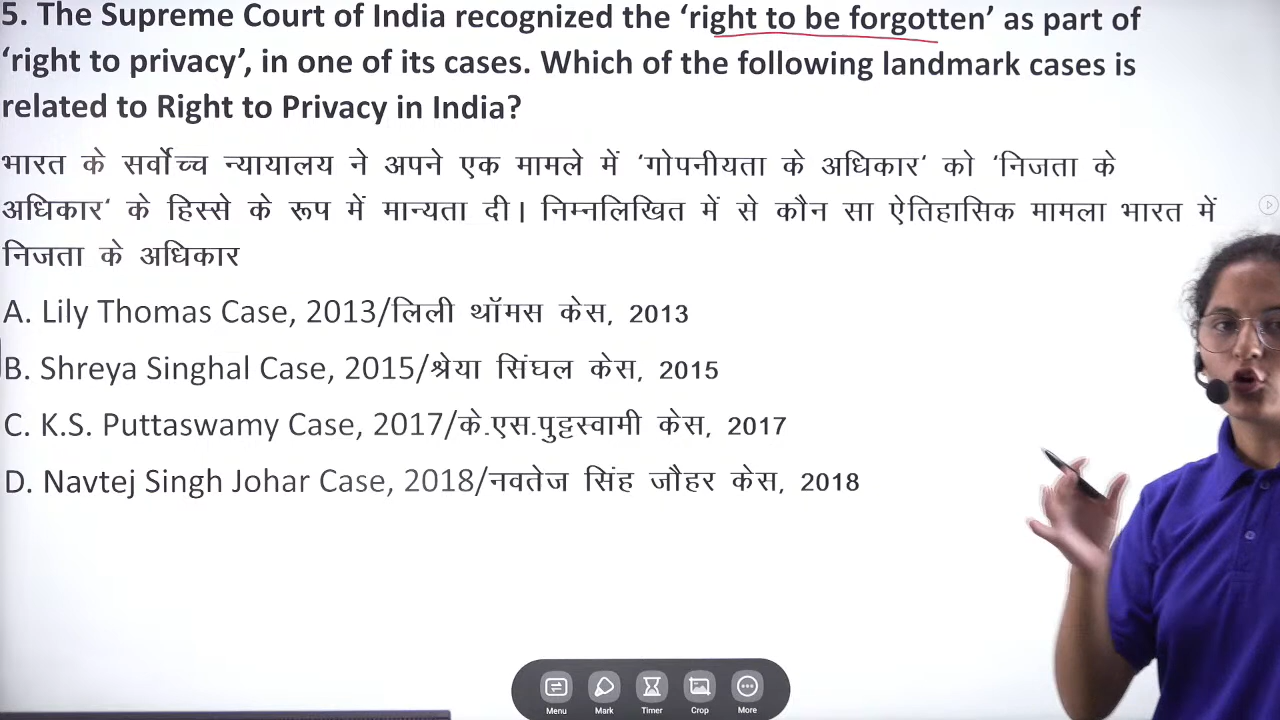 5. The Supreme Court of India recognized the ‘right to be forgotten’ as part of
‘right to privacy’, in one of its cases. Which of the following landmark cases is
related to Right to Privacy in India?
भारत के सर्वोच्च न्यायालय ने अपने एक मामले में ‘गोपनीयता के अधिकार‘ को ‘निजता के
अधिकार‘ के हिस्से के रूप में मान्यता दी। निम्नलिखित में से कौन सा ऐतिहासिक मामला भारत में
निजता के अधिकार
A. Lily Thomas Case, 2013/लिली थॉमस केस, 2013
B. Shreya Singhal Case, 2015/श्रेया सिंघल केस, 2015
C. K.S. Puttaswamy Case, 2017/के.एस.पुट्टस्वामी केस, 2017
D. Navtej Singh Johar Case, 2018/नवतेज सिंह जौहर केस, 2018
Menu Mark Timer Crop More